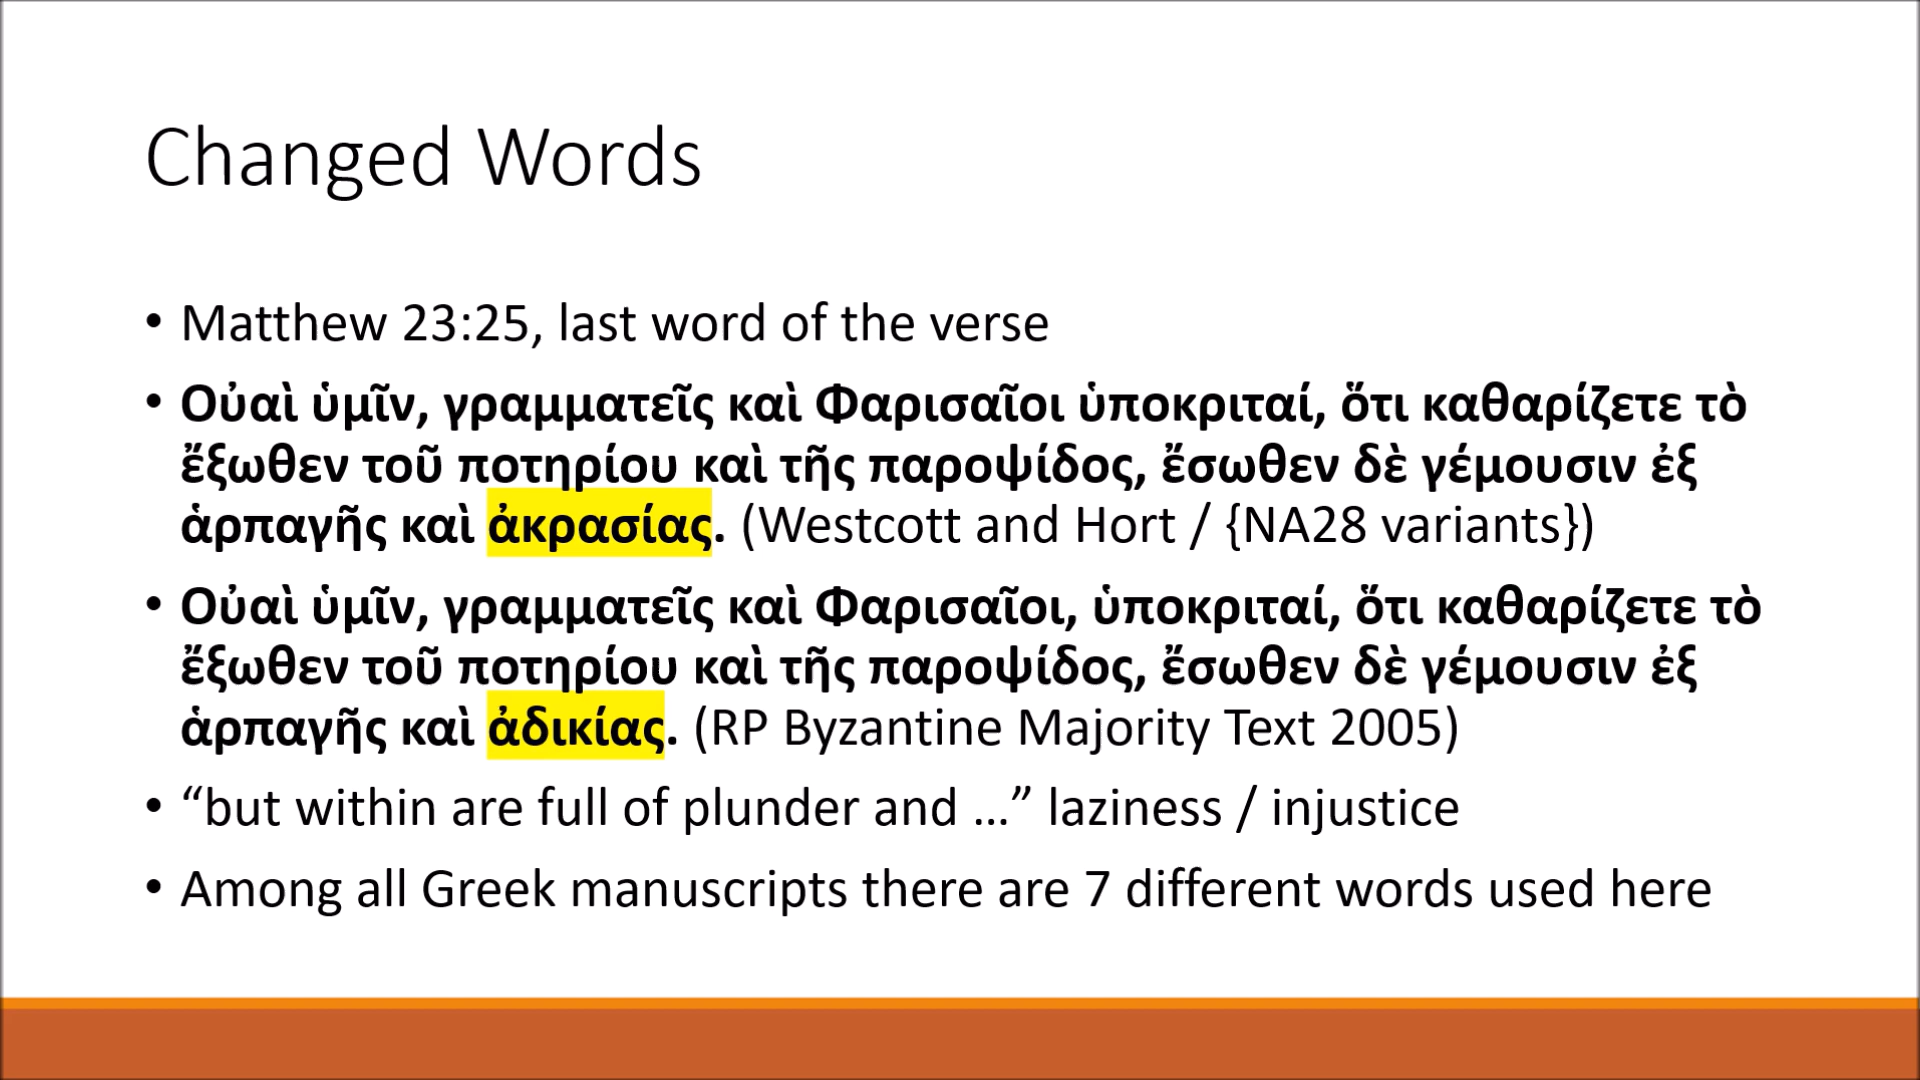 Changed Words
• Matthew 23:25, last word of the verse
• Οὐαὶ ὑμῖν, γραμματεῖς καὶ Φαρισαῖοι ὑποκριταί, ὅτι καθαρίζετε τὸ
ἔξωθεν τοῦ ποτηρίου καὶ τῆς παροψίδος, ἔσωθεν δὲ γέμουσιν ἐξ
ἁρπαγῆς καὶ ἀκρασίας. (Westcott and Hort / {NA28 variants})
• Οὐαὶ ὑμῖν, γραμματεῖς καὶ Φαρισαῖοι, ὑποκριταί, ὅτι καθαρίζετε τὸ
ἔξωθεν τοῦ ποτηρίου καὶ τῆς παροψίδος, ἔσωθεν δὲ γέμουσιν ἐξ
ἁρπαγῆς καὶ ἀδικίας. (RP Byzantine Majority Text 2005)
• “but within are full of plunder and …” laziness / injustice
• Among all Greek manuscripts there are 7 different words used here